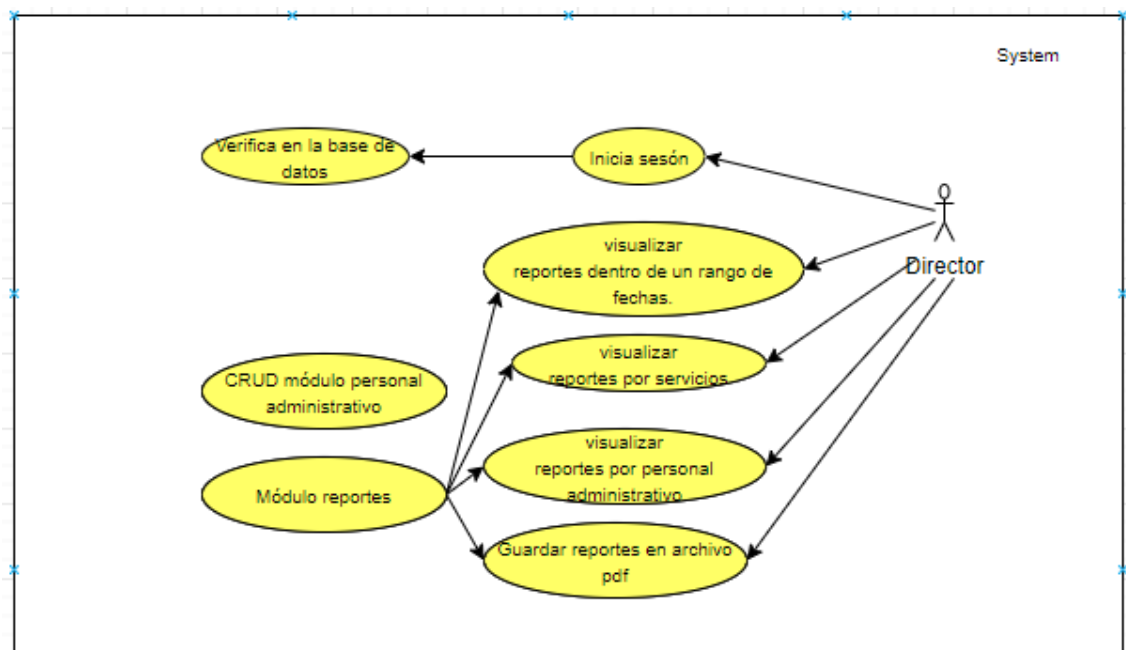 System
Verifica en la base de
datos
Inicia sesón
Director
visualizar
reportes dentro de un rango de
fechas.
visualizar
reportes por servicios
CRUD módulo personal
administrativo
visualizar
reportes por personal
administrativo
Módulo reportes
Guardar reportes en archivo
pdf